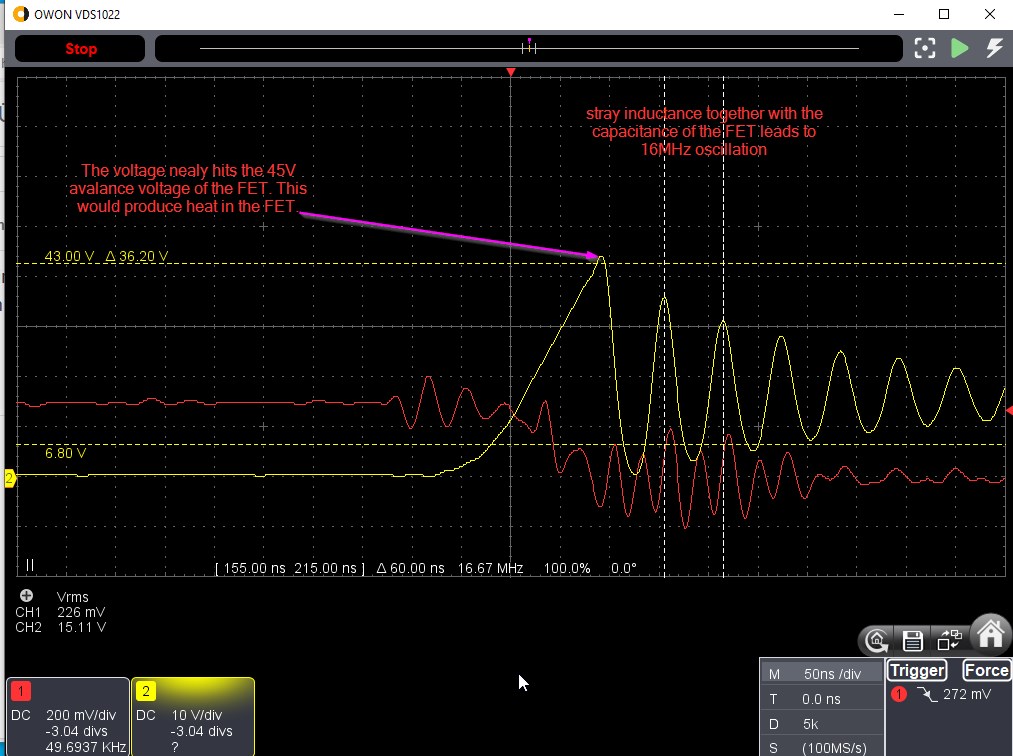 OWON VDS1022
Stop
stray inductance together with the
capacitance of the FET leads to
16MHz oscillation
The voltage nealy hits the 45V
avalance voltage of the FET. This
would produce heat in the FET.
43.00 V Δ 36.20 V
6.80 V
2
[ 155.00 ns 215.00 ns ] Δ 60.00 ns 16.67 MHz 100.0% 0.0°
Vrms
CH1 226 mV
CH2 15.11 V
1
DC 200 mV/div
-3.04 divs
49.6937 KHz
2
DC 10 V/div
-3.04 divs
?
M 50ns /div
T 0.0 ns
D 5k
S (100MS/s)
Trigger Force
1 272 mV